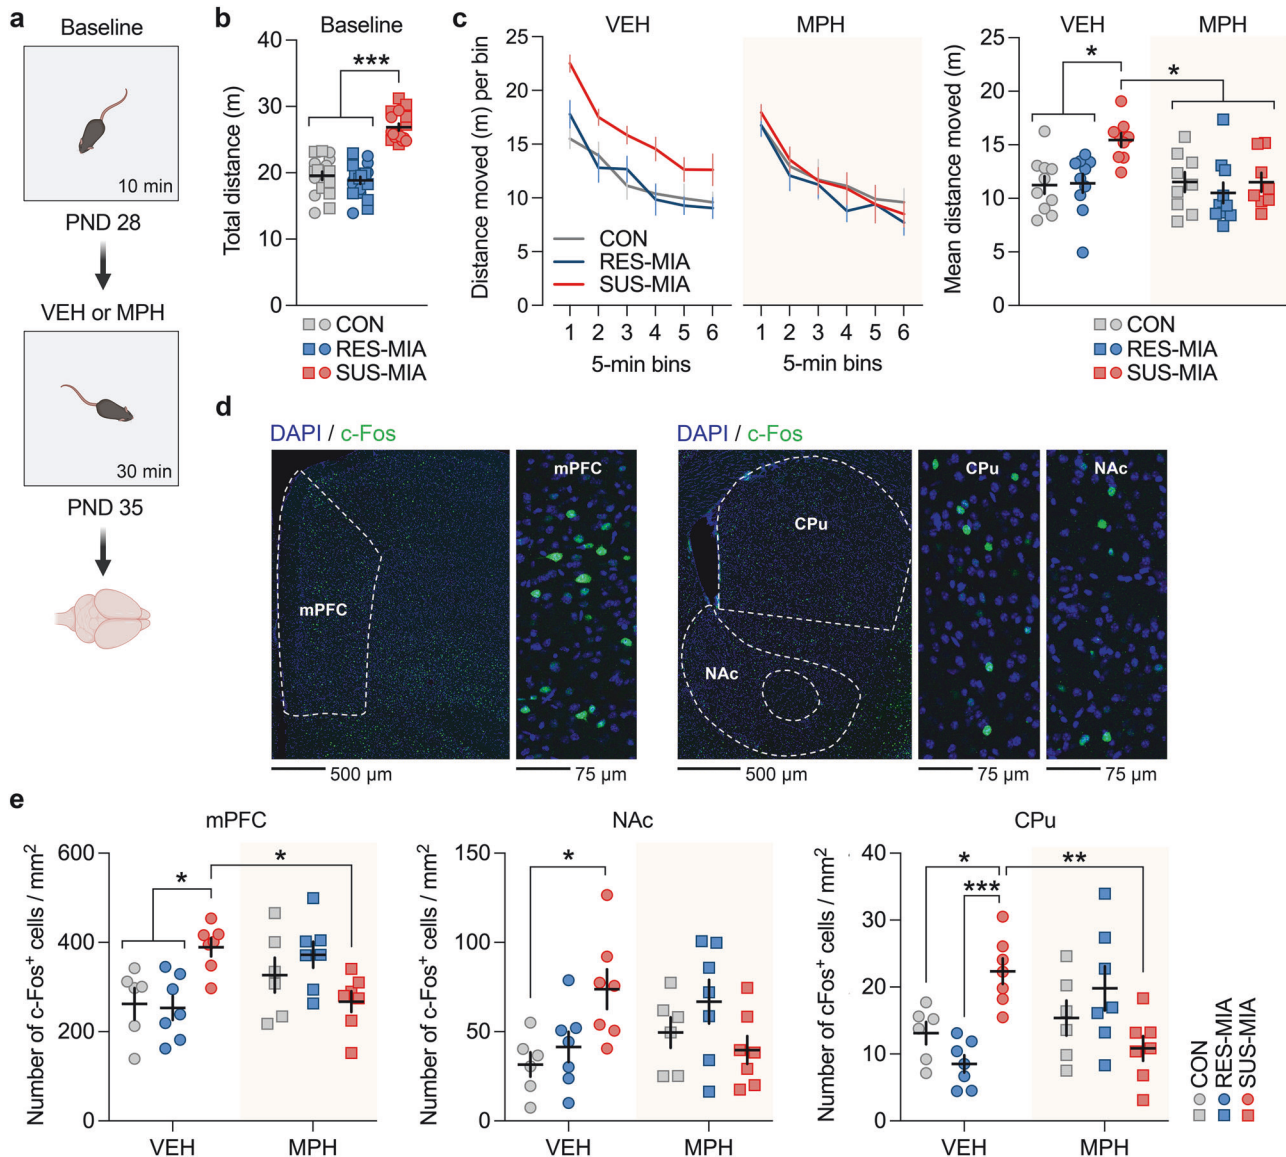 a
Baseline
10 min
PND 28
VEH or MPH
30 min
PND 35
b
Baseline
***
Total distance (m)
40
30
20
10
0
CON
RES-MIA
SUS-MIA
c
VEH
MPH
Distance moved (m) per bin
25
20
15
10
5
0
CON
RES-MIA
SUS-MIA
1 2 3 4 5 6
1 2 3 4 5 6
5-min bins
5-min bins
VEH
MPH
*
*
Mean distance moved (m)
25
20
15
10
5
0
CON
RES-MIA
SUS-MIA
d
DAPI / c-Fos
mPFC
mPFC
500 µm
75 µm
DAPI / c-Fos
CPu
NAc
CPu
NAc
500 µm
75 µm
75 µm
e
mPFC
*
*
Number of c-Fos+ cells / mm2
600
400
200
0
VEH
MPH
NAc
*
Number of c-Fos+ cells / mm2
150
100
50
0
VEH
MPH
CPu
*
**
***
Number of cFos+ cells / mm2
40
30
20
10
0
VEH
MPH
CON
RES-MIA
SUS-MIA